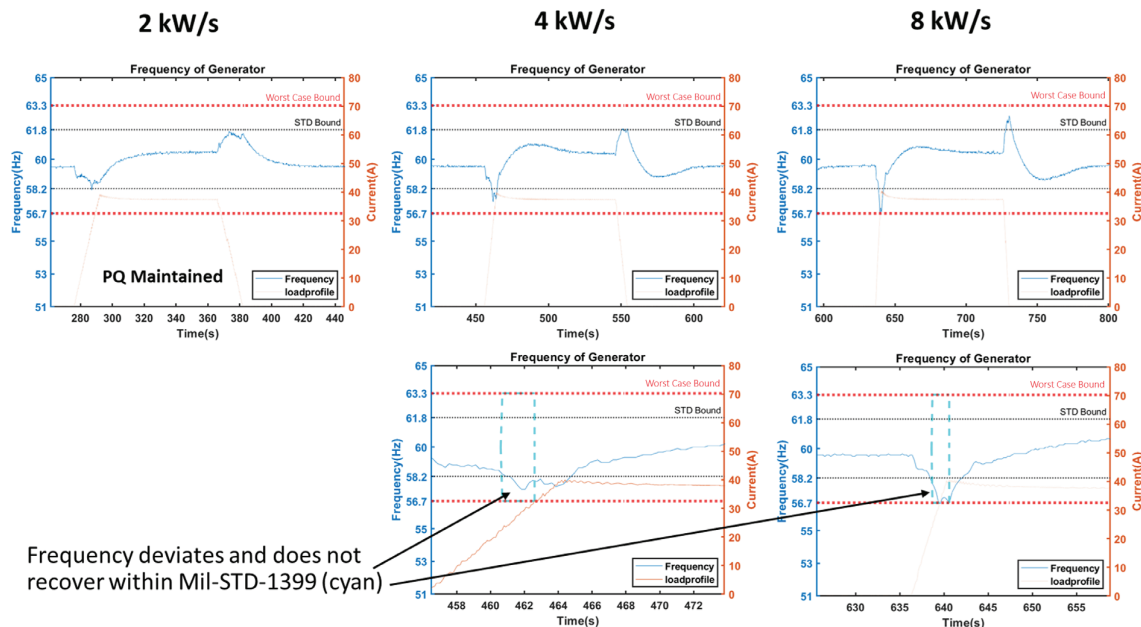 2 kW/s
4 kW/s
8 kW/s
Frequency of Generator
65
63.3
61.8
60
58.2
56.7
55
53
51
Frequency(Hz)
Worst Case Bound
STD Bound
PQ Maintained
Frequency
loadprofile
80
70
60
50
40
30
20
10
0
Current(A)
280 300 320 340 360 380 400 420 440
Time(s)
Frequency of Generator
65
63.3
61.8
60
58.2
56.7
55
53
51
Frequency(Hz)
Worst Case Bound
STD Bound
Frequency
loadprofile
80
70
60
50
40
30
20
10
0
Current(A)
450 500 550 600
Time(s)
Frequency of Generator
65
63.3
61.8
60
58.2
56.7
55
53
51
Frequency(Hz)
Worst Case Bound
STD Bound
Frequency
loadprofile
80
70
60
50
40
30
20
10
0
Current(A)
600 650 700 750 800
Time(s)
Frequency deviates and does not
recover within Mil-STD-1399 (cyan)
Frequency of Generator
65
63.3
61.8
60
58.2
56.7
55
53
51
Frequency(Hz)
Worst Case Bound
STD Bound
Frequency
loadprofile
80
70
60
50
40
30
20
10
0
Current(A)
458 460 462 464 466 468 470 472
Time(s)
Frequency of Generator
65
63.3
61.8
60
58.2
56.7
55
53
51
Frequency(Hz)
Worst Case Bound
STD Bound
Frequency
loadprofile
80
70
60
50
40
30
20
10
0
Current(A)
630 635 640 645 650 655
Time(s)